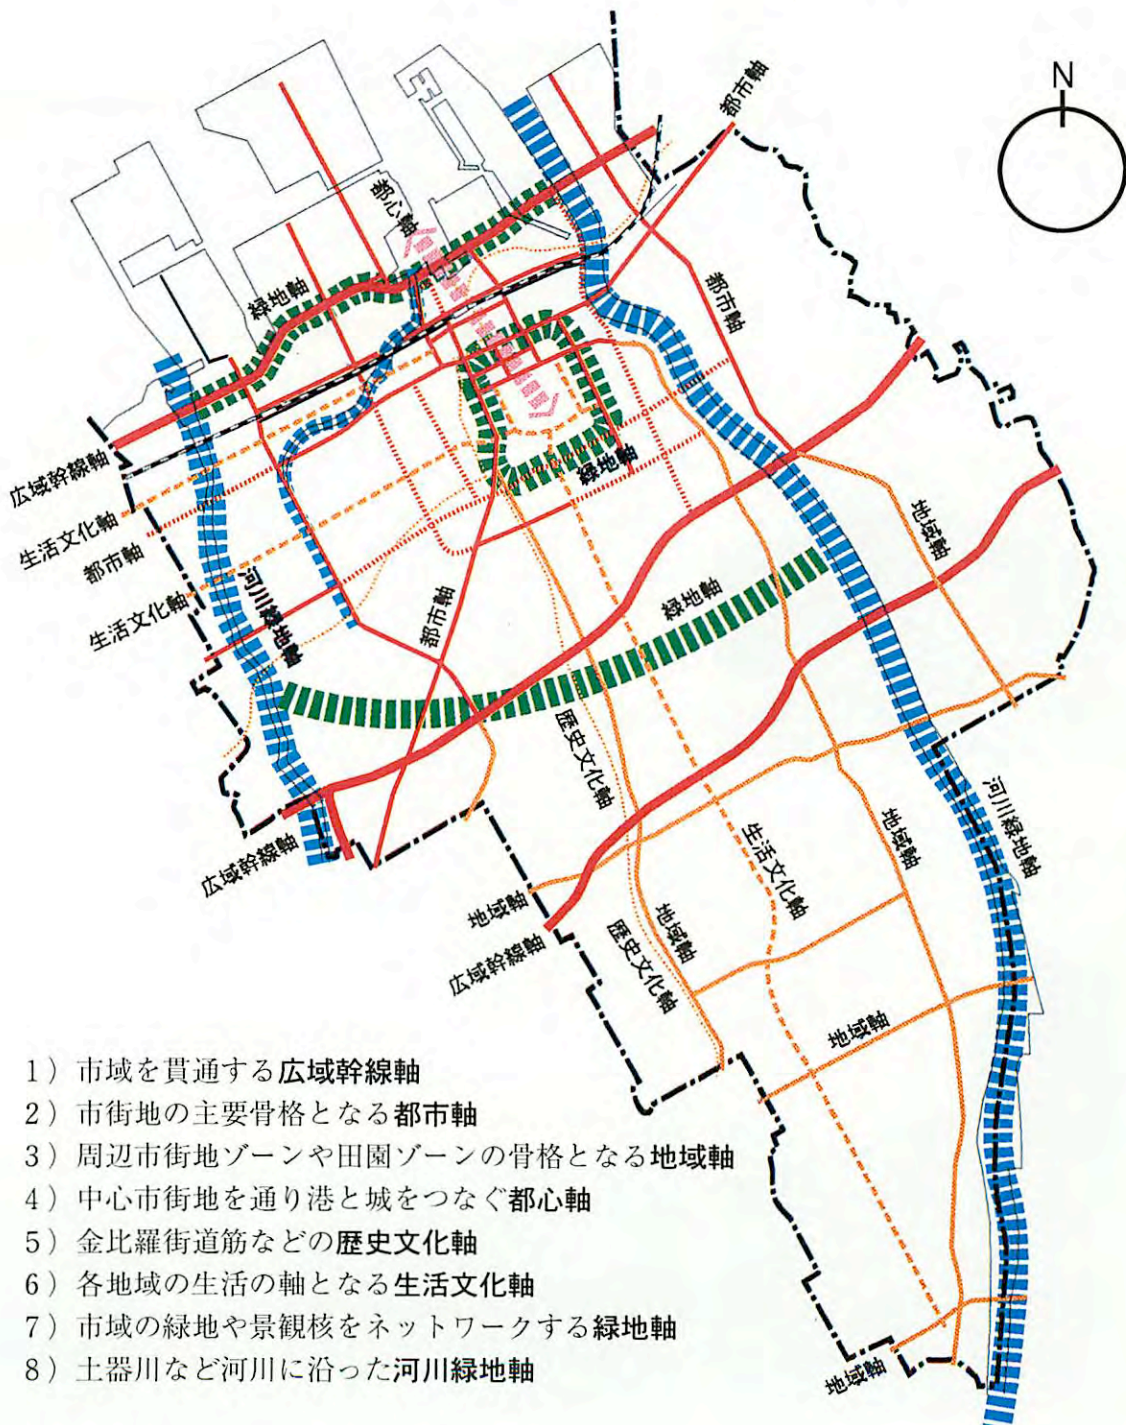 N
都市軸
都心軸
緑地軸
都市軸
広域幹線軸
生活文化軸
都市軸
生活文化軸
河川緑地軸
緑地軸
都市軸
緑地軸
地域軸
歴史文化軸
広域幹線軸
地域軸
広域幹線軸
歴史文化軸
地域軸
生活文化軸
地域軸
河川緑地軸
地域軸
地域軸
1）市域を貫通する広域幹線軸
2）市街地の主要骨格となる都市軸
3）周辺市街地ゾーンや田園ゾーンの骨格となる地域軸
4）中心市街地を通り港と城をつなぐ都心軸
5）金比羅街道筋などの歴史文化軸
6）各地域の生活の軸となる生活文化軸
7）市域の緑地や景観核をネットワークする緑地軸
8）土器川など河川に沿った河川緑地軸